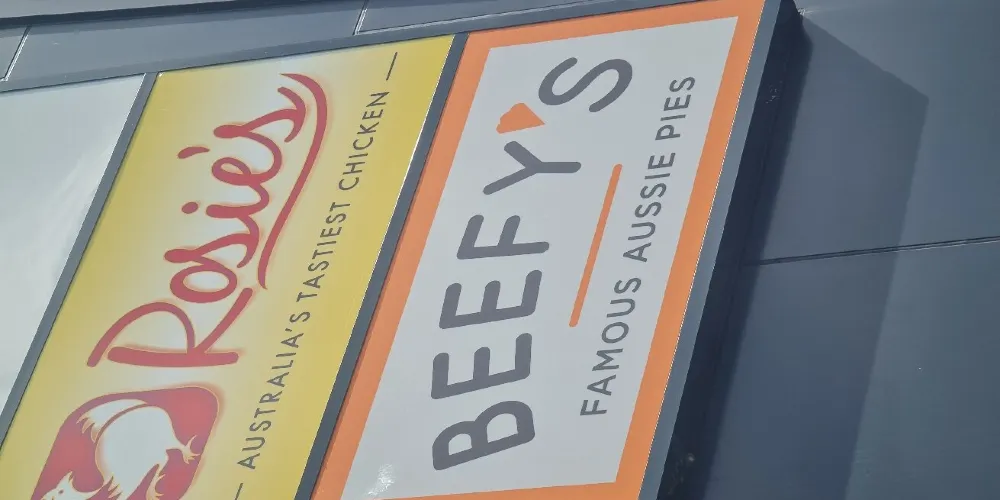 Rosie's
— AUSTRALIA'S TASTIEST CHICKEN —
BEEFY'S
FAMOUS AUSSIE PIES